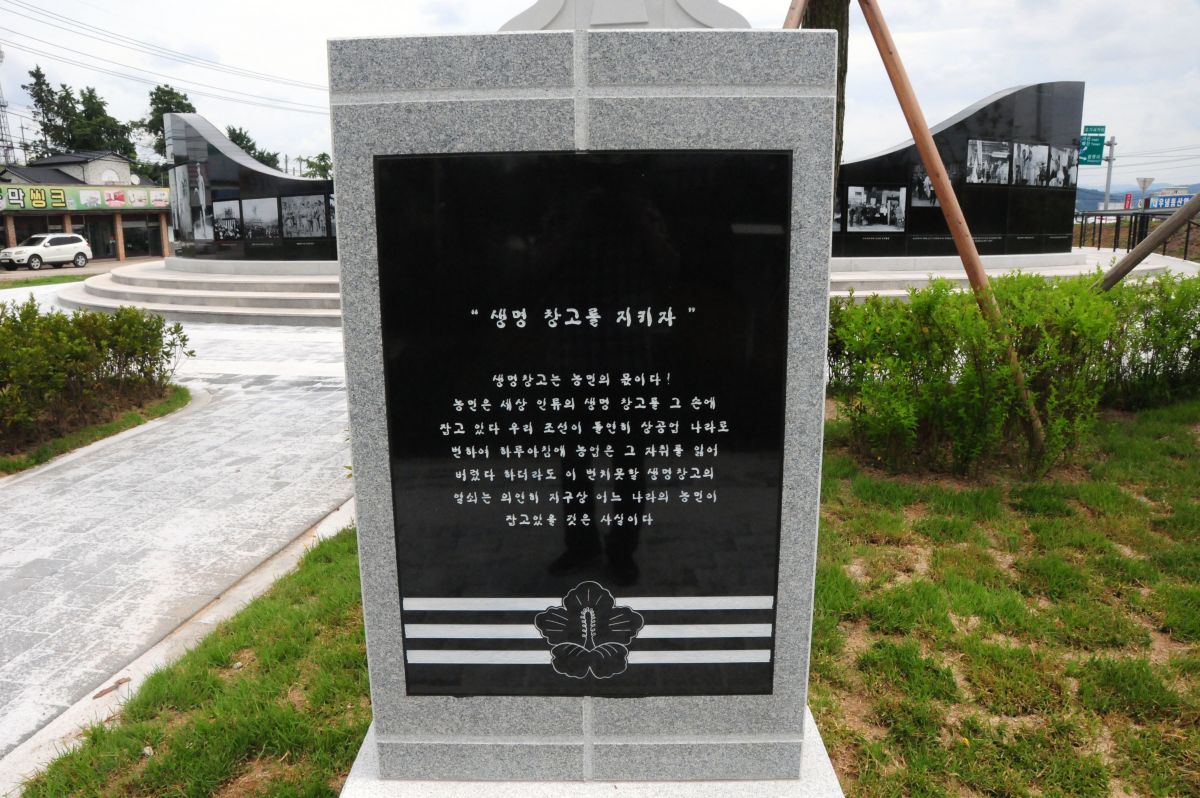 " 생명 창고를 지키자 "
생명창고는 농민의 몫이다!
농민은 세상 인류의 생명 창고를 그 손에
잡고 있다 우리 조선이 돌연히 상공업 나라로
변하여 하루아침에 농업은 그 자취를 잃어
버렸다 하더라도 이 변치못할 생명창고의
열쇠는 의연히 지구상 어느 나라의 농민이
잡고있을 것은 사실이다
막씽크